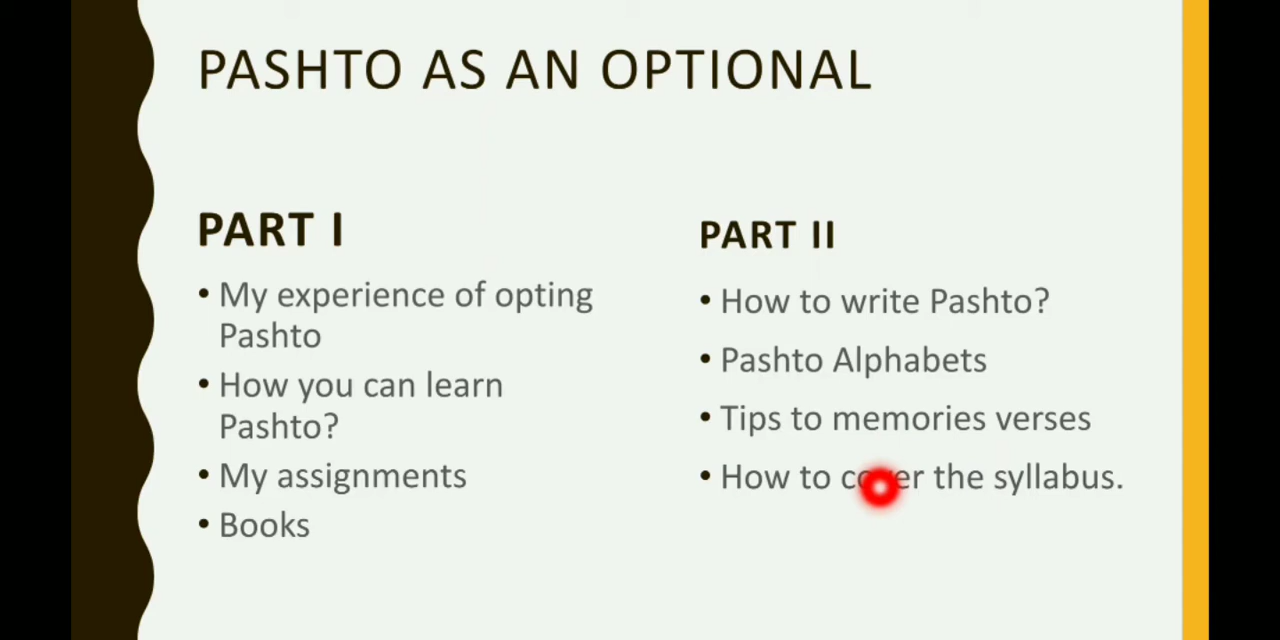 PASHTO AS AN OPTIONAL
PART I
• My experience of opting
Pashto
• How you can learn
Pashto?
• My assignments
• Books
PART II
• How to write Pashto?
• Pashto Alphabets
• Tips to memories verses
• How to cover the syllabus.